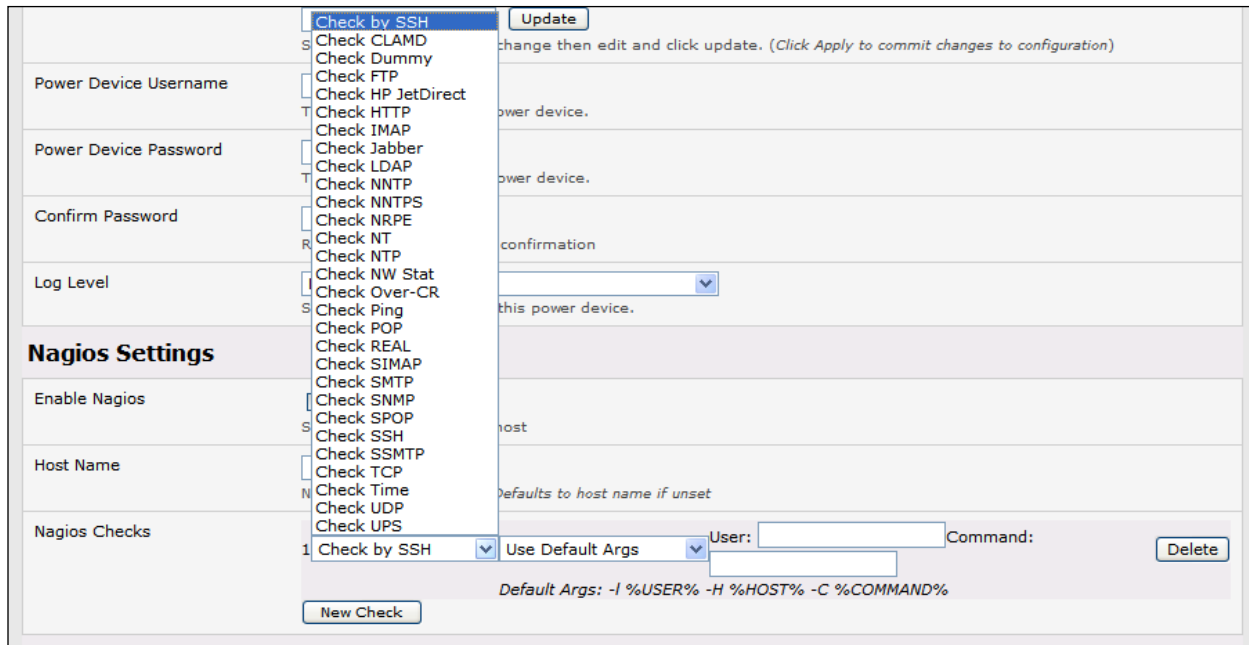 Update
Check by SSH
Check CLAMD
Check Dummy
Check FTP
Check HP JetDirect
Check HTTP
Check IMAP
Check Jabber
Check LDAP
Check NNTP
Check NNTPS
Check NRPE
Check NT
Check NTP
Check NW Stat
Check Over-CR
Check Ping
Check POP
Check REAL
Check SIMAP
Check SMTP
Check SNMP
Check SPOP
Check SSH
Check SSMTP
Check TCP
Check Time
Check UDP
Check UPS
S change then edit and click update. (Click Apply to commit changes to configuration)
Power Device Username
T power device.
Power Device Password
T power device.
Confirm Password
R confirmation
Log Level
S this power device.
Nagios Settings
Enable Nagios
S host
Host Name
N Defaults to host name if unset
Nagios Checks
1 Check by SSH Use Default Args User: Command: Delete
Default Args: -l %USER% -H %HOST% -C %COMMAND%
New Check